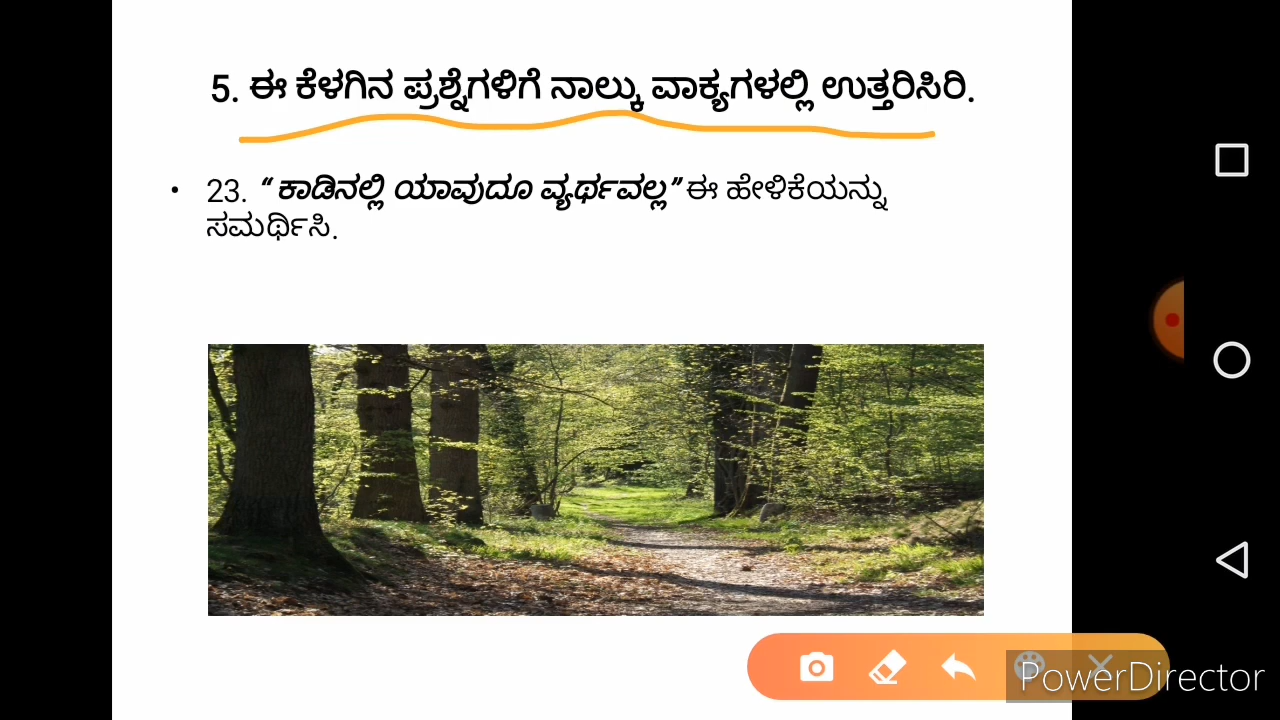 5. ಈ ಕೆಳಗಿನ ಪ್ರಶ್ನೆಗಳಿಗೆ ನಾಲ್ಕು ವಾಕ್ಯಗಳಲ್ಲಿ ಉತ್ತರಿಸಿರಿ.
• 23. “ ಕಾಡಿನಲ್ಲಿ ಯಾವುದೂ ವ್ಯರ್ಥವಲ್ಲ” ಈ ಹೇಳಿಕೆಯನ್ನು
ಸಮರ್ಥಿಸಿ.
PowerDirector